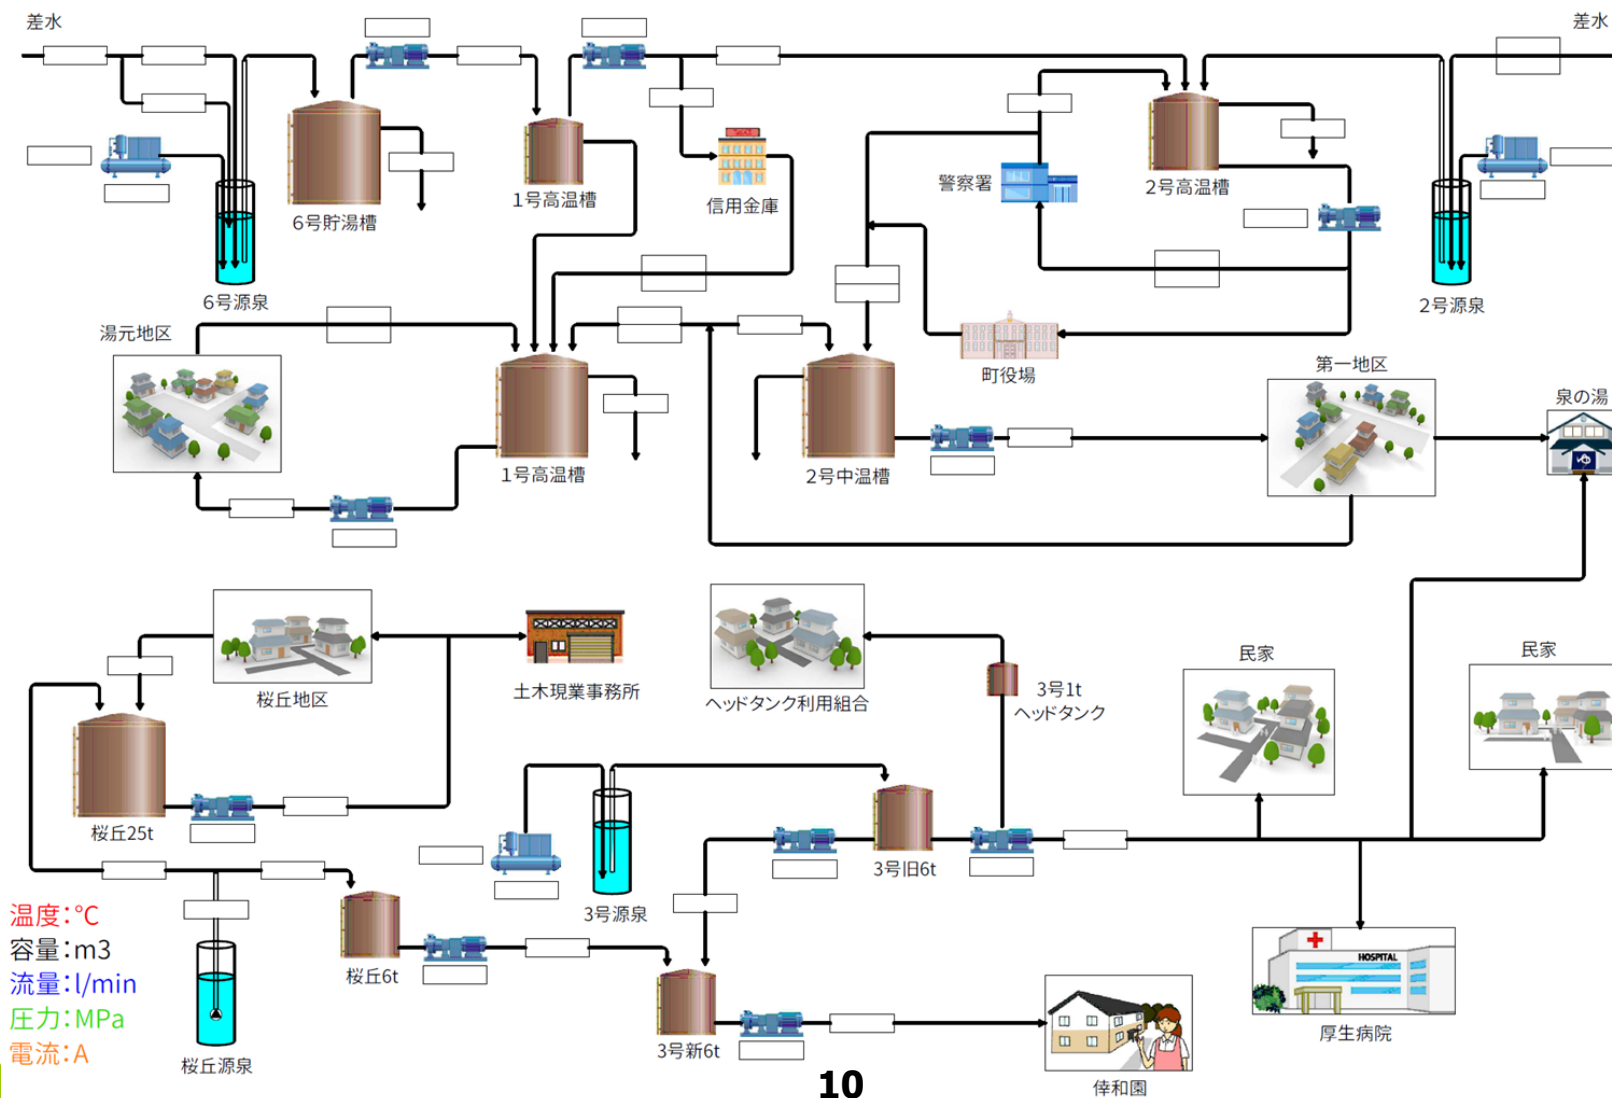 差水
差水
6号貯湯槽
1号高温槽
信用金庫
警察署
2号高温槽
6号源泉
2号源泉
湯元地区
町役場
第一地区
泉の湯
1号高温槽
2号中温槽
桜丘地区
土木現業事務所
ヘッドタンク利用組合
3号1t
ヘッドタンク
民家
民家
桜丘25t
3号旧6t
3号源泉
温度:℃
容量:m3
流量:l/min
圧力:MPa
電流:A
桜丘6t
桜丘源泉
3号新6t
HOSPITAL
厚生病院
倖和園
10